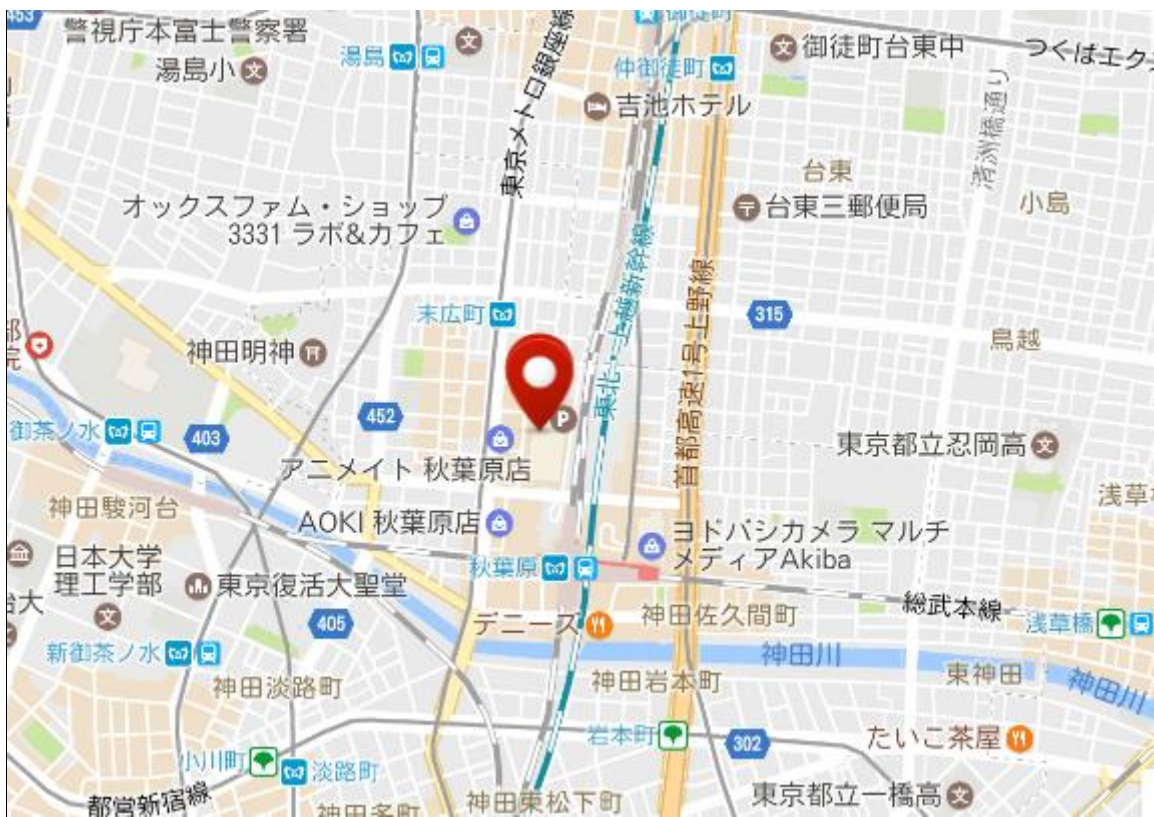 453
警視庁本富士警察署
湯島小
湯島
御徒町
仲御徒町
御徒町台東中
つくばエクス
吉池ホテル
東京メトロ銀座線
清洲橋通り
台東
台東三郵便局
小島
オックスファム・ショップ
3331 ラボ&カフェ
東北・上越新幹線
首都高速1号上野線
末広町
315
鳥越
神田明神
452
403
御茶ノ水
アニメイト 秋葉原店
東京都立忍岡高
浅草
神田駿河台
AOKI 秋葉原店
ヨドバシカメラ マルチ
メディアAkiba
日本大学
理工学部
東京復活大聖堂
秋葉原
総武本線
405
デニーズ
神田佐久間町
浅草橋
新御茶ノ水
神田淡路町
神田川
神田岩本町
東神田
神田川
岩本町
302
たいこ茶屋
小川町
淡路町
都営新宿線
神田多町
神田東松下町
東京都立一橋高
P